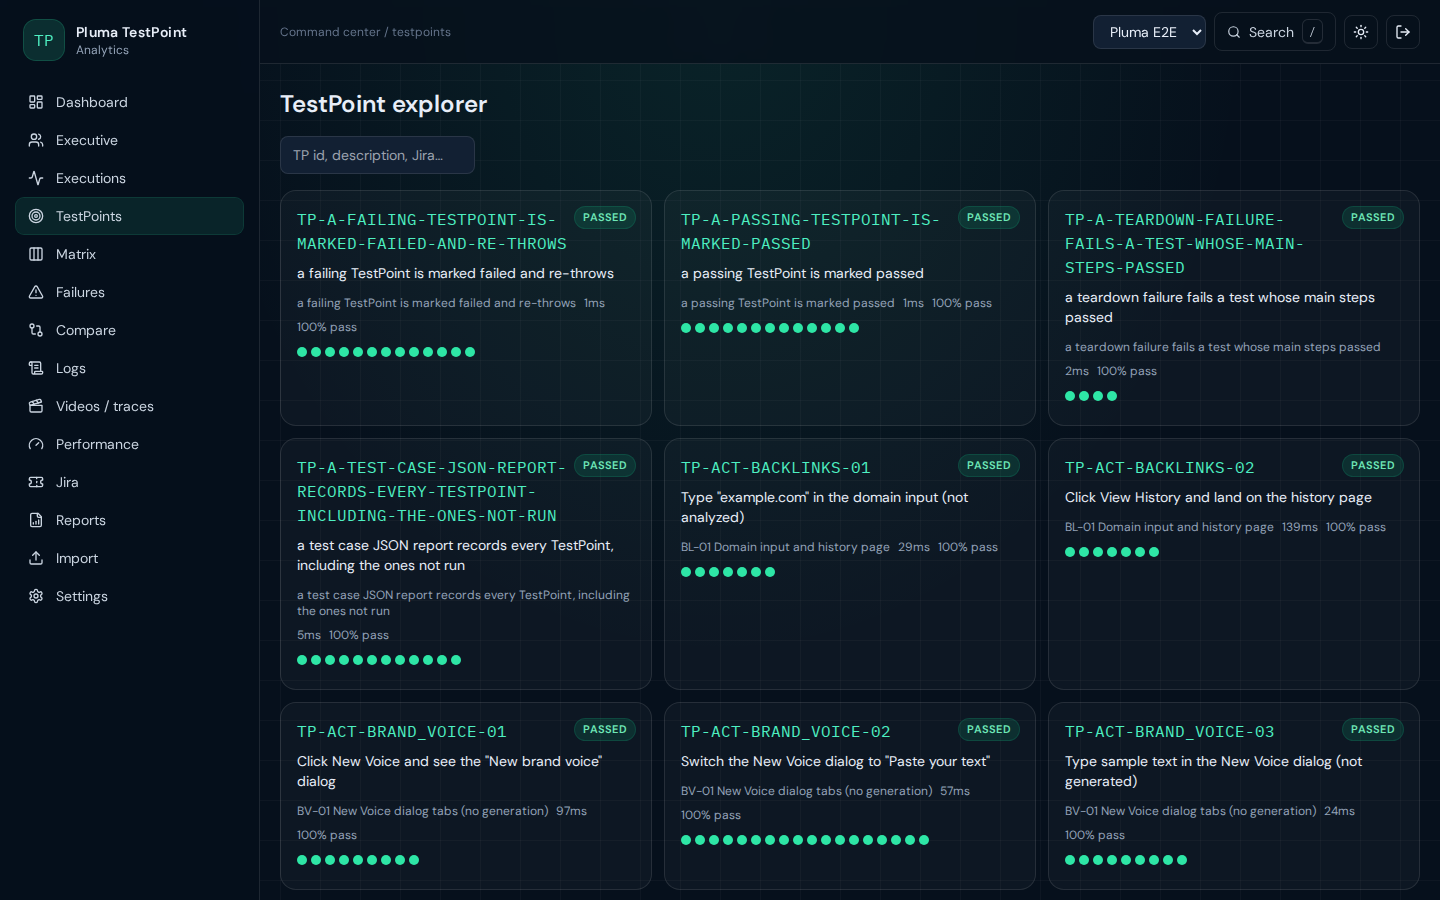 TP
Pluma TestPoint
Analytics
Dashboard
Executive
Executions
TestPoints
Matrix
Failures
Compare
Logs
Videos / traces
Performance
Jira
Reports
Import
Settings
Command center / testpoints
Pluma E2E
Search /
TestPoint explorer
TP id, description, Jira...
TP-A-FAILING-TESTPOINT-IS-
MARKED-FAILED-AND-RE-THROWS
PASSED
a failing TestPoint is marked failed and re-throws
a failing TestPoint is marked failed and re-throws 1ms
100% pass
TP-A-PASSING-TESTPOINT-IS-
MARKED-PASSED
PASSED
a passing TestPoint is marked passed
a passing TestPoint is marked passed 1ms 100% pass
TP-A-TEARDOWN-FAILURE-
FAILS-A-TEST-WHOSE-MAIN-
STEPS-PASSED
PASSED
a teardown failure fails a test whose main steps
passed
a teardown failure fails a test whose main steps passed
2ms 100% pass
TP-A-TEST-CASE-JSON-REPORT-
RECORDS-EVERY-TESTPOINT-
INCLUDING-THE-ONES-NOT-RUN
PASSED
a test case JSON report records every TestPoint,
including the ones not run
a test case JSON report records every TestPoint, including
the ones not run
5ms 100% pass
TP-ACT-BACKLINKS-01
PASSED
Type "example.com" in the domain input (not
analyzed)
BL-01 Domain input and history page 29ms 100% pass
TP-ACT-BACKLINKS-02
PASSED
Click View History and land on the history page
BL-01 Domain input and history page 139ms 100% pass
TP-ACT-BRAND_VOICE-01
PASSED
Click New Voice and see the "New brand voice"
dialog
BV-01 New Voice dialog tabs (no generation) 97ms
100% pass
TP-ACT-BRAND_VOICE-02
PASSED
Switch the New Voice dialog to "Paste your text"
BV-01 New Voice dialog tabs (no generation) 57ms
100% pass
TP-ACT-BRAND_VOICE-03
PASSED
Type sample text in the New Voice dialog (not
generated)
BV-01 New Voice dialog tabs (no generation) 24ms
100% pass